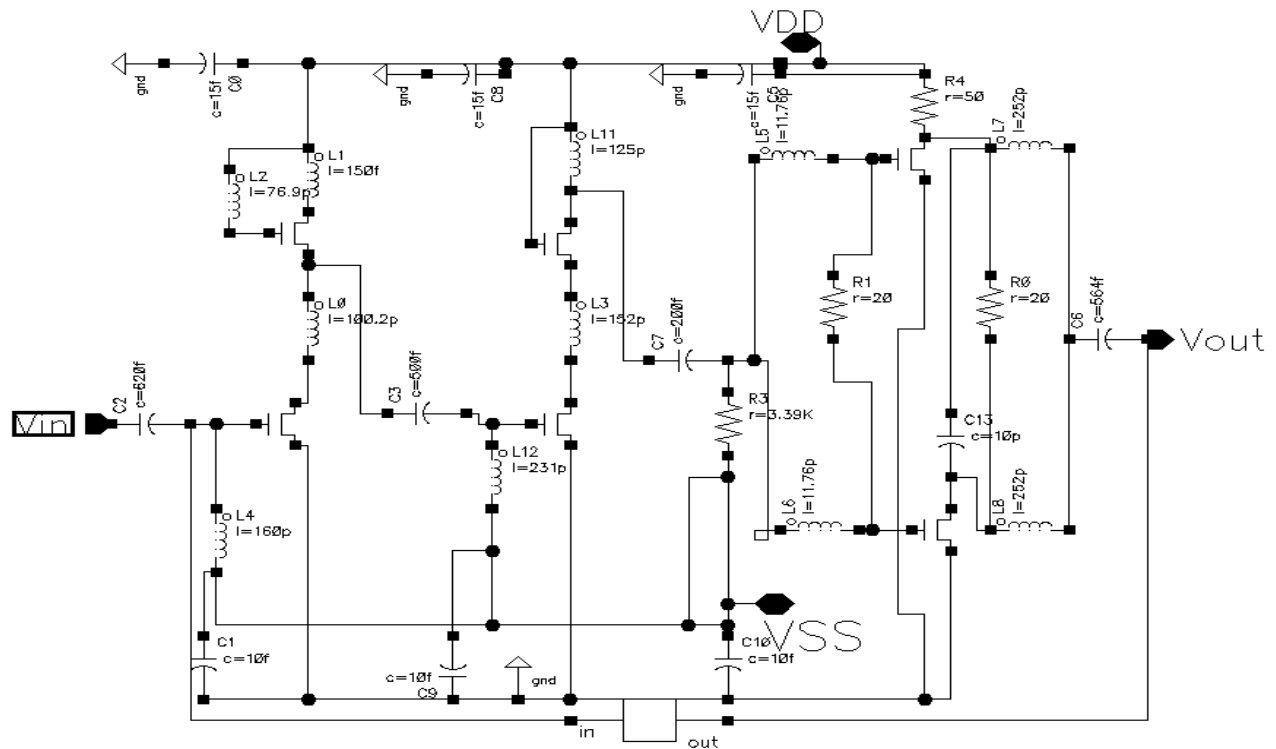 VDD
gnd
c=15f
C0
gnd
c=15f
C8
gnd
c=15f
C5
R4
r=50
L1
l=150f
L2
l=76.9p
L11
l=125p
L5
l=11.76p
L7
l=252p
L0
l=100.2p
L3
l=152p
R1
r=20
R0
r=20
C7
c=200f
C6
c=564f
Vout
Vin
C2
c=620f
C3
c=500f
R3
r=3.39K
C13
c=10p
L12
l=231p
L4
l=160p
L6
l=11.76p
L8
l=252p
VSS
C1
c=10f
c=10f
C9
gnd
C10
c=10f
in
out